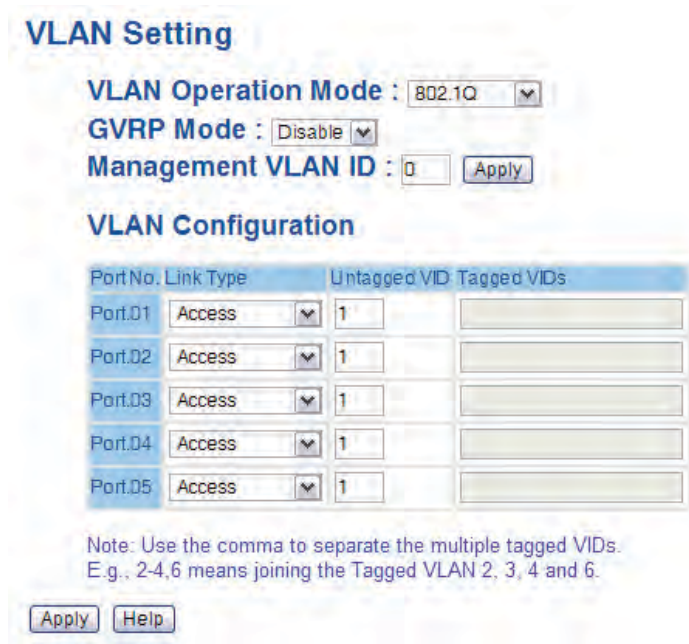 VLAN Setting
VLAN Operation Mode : 802.1Q
GVRP Mode : Disable
Management VLAN ID : 0 Apply
VLAN Configuration
Port No. Link Type Untagged VID Tagged VIDs
Port.01 Access 1
Port.02 Access 1
Port.03 Access 1
Port.04 Access 1
Port.05 Access 1
Note: Use the comma to separate the multiple tagged VIDs.
E.g., 2-4,6 means joining the Tagged VLAN 2, 3, 4 and 6.
Apply Help